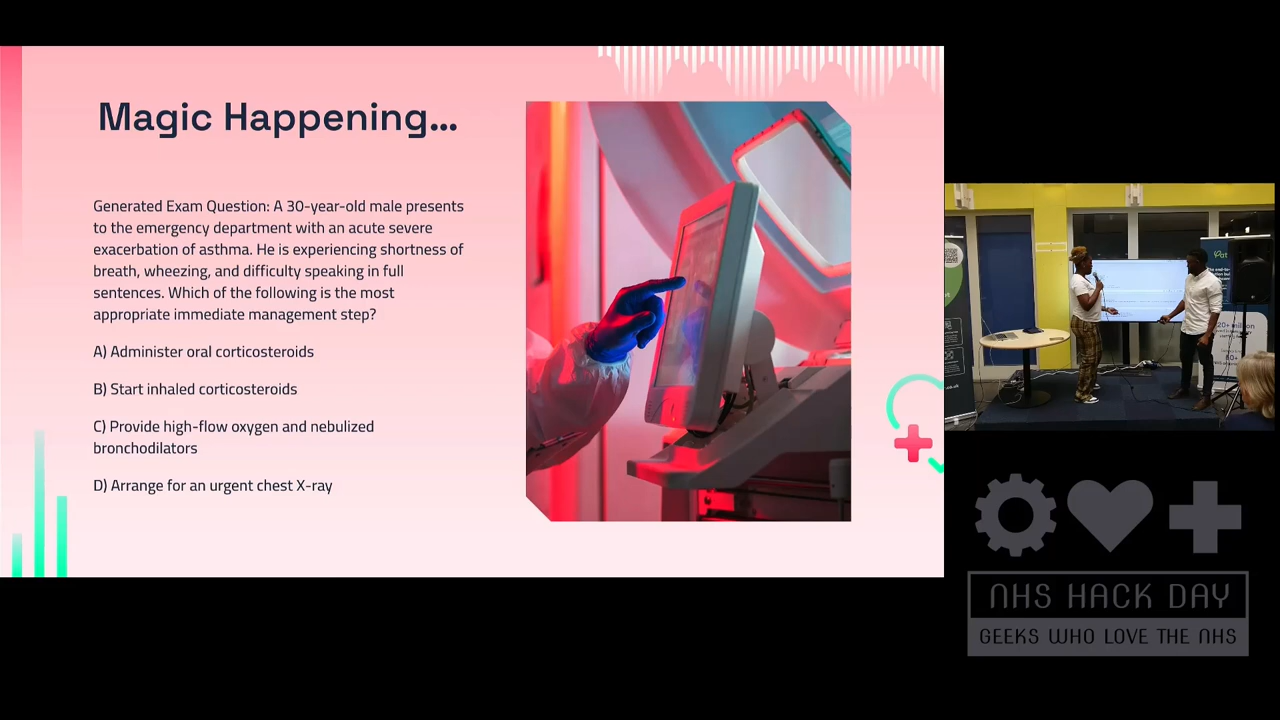 Magic Happening...
Generated Exam Question: A 30-year-old male presents
to the emergency department with an acute severe
exacerbation of asthma. He is experiencing shortness of
breath, wheezing, and difficulty speaking in full
sentences. Which of the following is the most
appropriate immediate management step?
A) Administer oral corticosteroids
B) Start inhaled corticosteroids
C) Provide high-flow oxygen and nebulized
bronchodilators
D) Arrange for an urgent chest X-ray
20+ million
80+
NHS HACK DAY
GEEKS WHO LOVE THE NHS